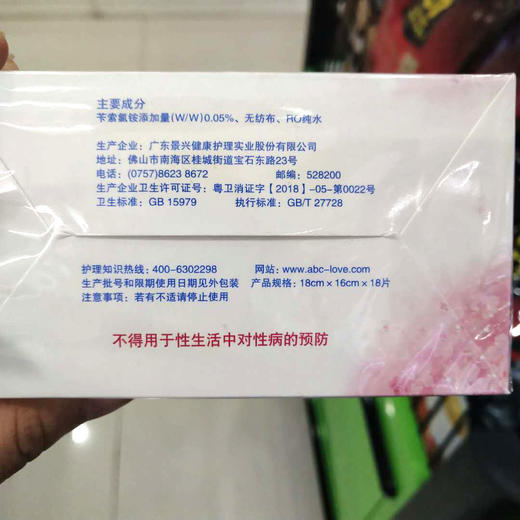 主要成分
苄索氯铵添加量(W/W)0.05%、无纺布、RO纯水
生产企业：广东景兴健康护理实业股份有限公司
地址：佛山市南海区桂城街道宝石东路23号
电话：(0757)8623 8672 邮编：528200
生产企业卫生许可证号：粤卫消证字【2018】-05-第0022号
卫生标准：GB 15979 执行标准：GB/T 27728
护理知识热线：400-6302298 网站：www.abc-love.com
生产批号和限期使用日期见外包装 产品规格：18cm×16cm×18片
注意事项：若有不适请停止使用
不得用于性生活中对性病的预防